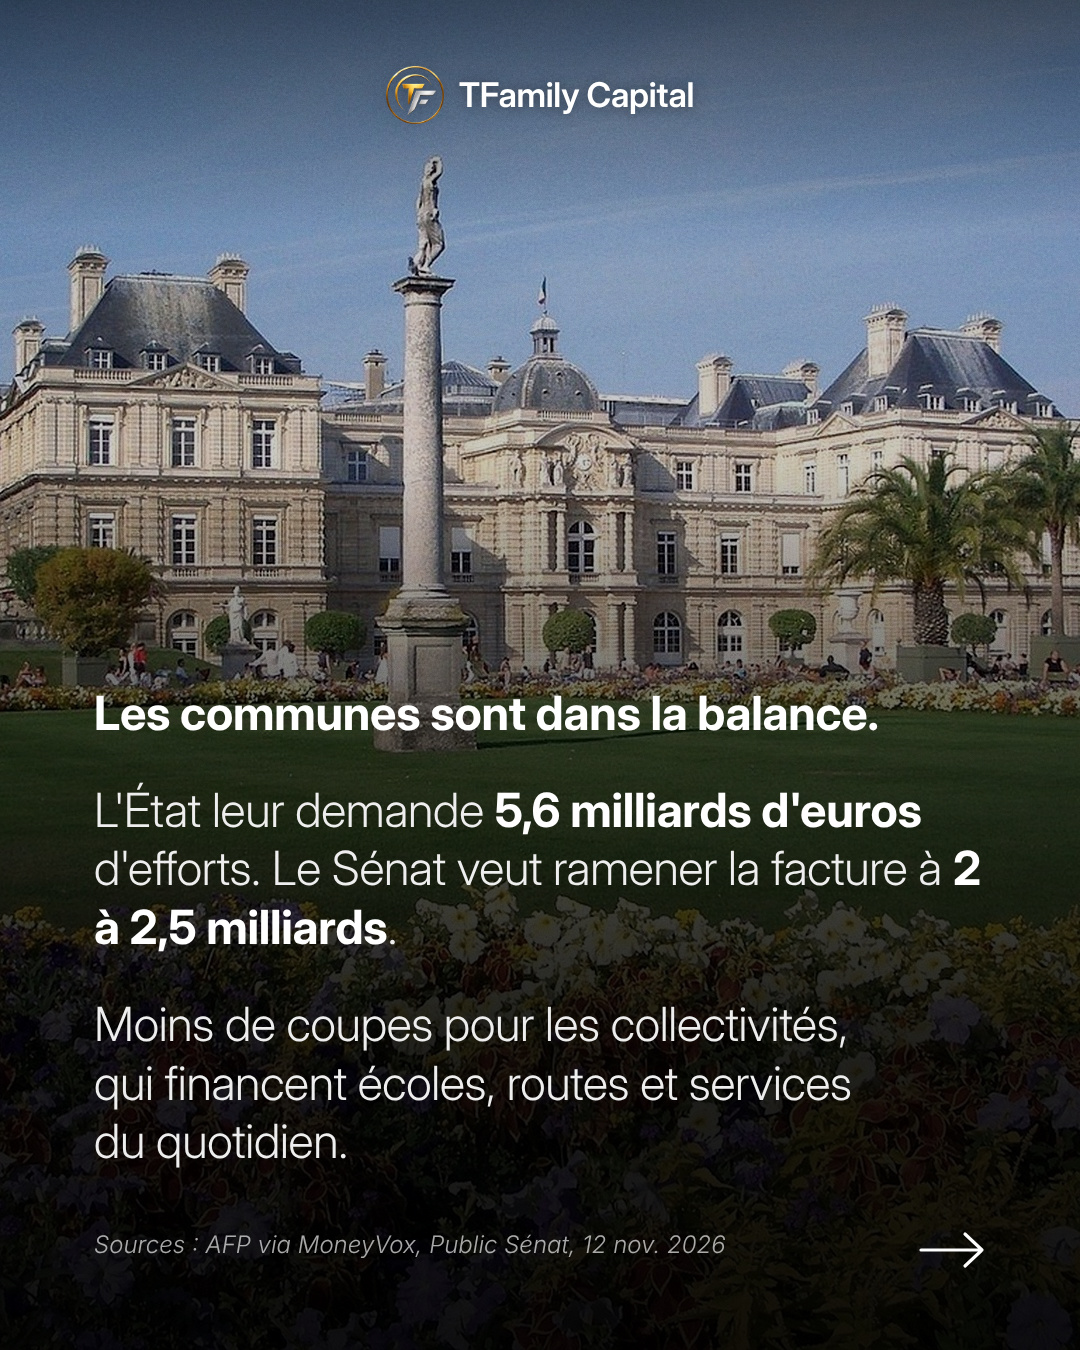 TF TFamily Capital
Les communes sont dans la balance.
L'État leur demande 5,6 milliards d'euros
d'efforts. Le Sénat veut ramener la facture à 2
à 2,5 milliards.
Moins de coupes pour les collectivités,
qui financent écoles, routes et services
du quotidien.
Sources : AFP via MoneyVox, Public Sénat, 12 nov. 2026